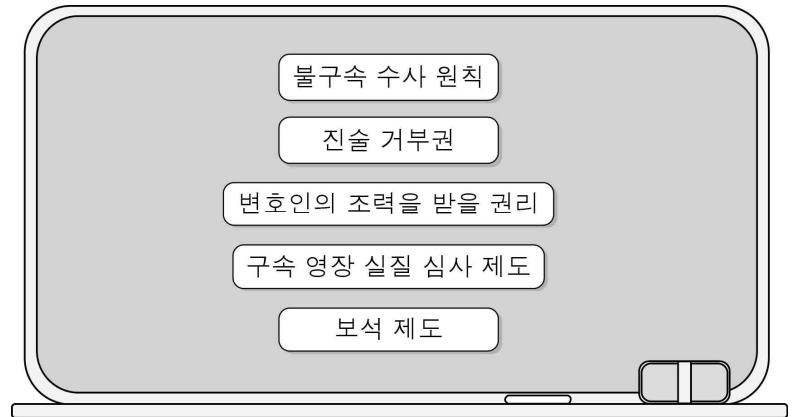 불구속 수사 원칙
진술 거부권
변호인의 조력을 받을 권리
구속 영장 실질 심사 제도
보석 제도